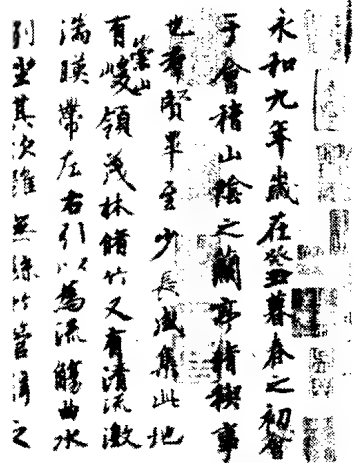 永和九年歲在癸丑暮春之初會
于會稽山陰之蘭亭脩禊事
也羣賢畢至少長咸集此地
有崇山峻領茂林脩竹又有清流激
湍暎帶左右引以為流觴曲水
列坐其次雖無絲竹管弦之